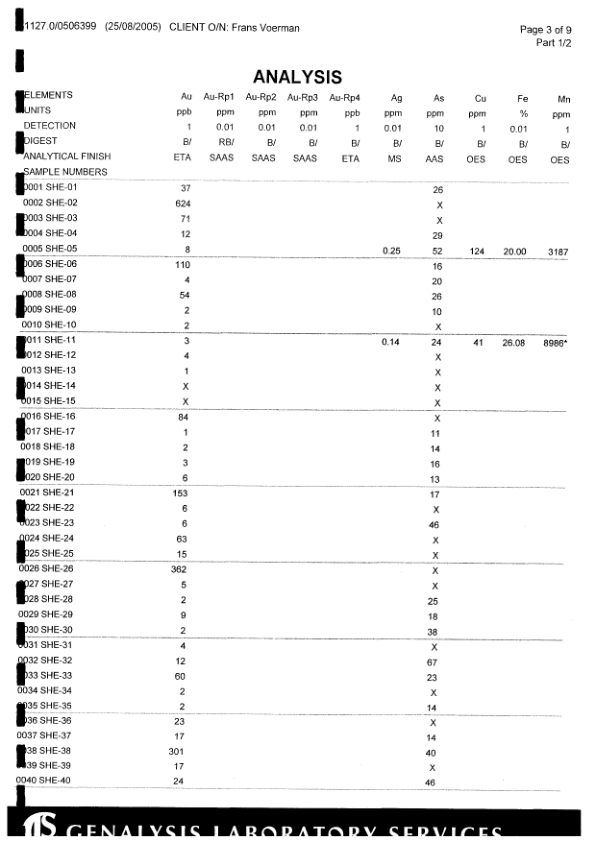 1127.0/0506399 (25/08/2005) CLIENT O/N: Frans Voerman
Page 3 of 9
Part 1/2
ANALYSIS
ELEMENTS Au Au-Rp1 Au-Rp2 Au-Rp3 Au-Rp4 Ag As Cu Fe Mn
UNITS ppb ppm ppm ppm ppb ppm ppm ppm % ppm
DETECTION 1 0.01 0.01 0.01 1 0.01 10 1 0.01 1
DIGEST B/ RB/ B/ B/ B/ B/ B/ B/ B/ B/
ANALYTICAL FINISH ETA SAAS SAAS SAAS ETA MS AAS OES OES OES
SAMPLE NUMBERS
0001 SHE-01 37 26
0002 SHE-02 624 X
0003 SHE-03 71 X
0004 SHE-04 12 29
0005 SHE-05 8 0.25 52 124 20.00 3187
0006 SHE-06 110 16
0007 SHE-07 4 20
0008 SHE-08 54 26
0009 SHE-09 2 10
0010 SHE-10 2 X
0011 SHE-11 3 0.14 24 41 26.08 8986*
0012 SHE-12 4 X
0013 SHE-13 1 X
0014 SHE-14 X X
0015 SHE-15 X X
0016 SHE-16 84 X
0017 SHE-17 1 11
0018 SHE-18 2 14
0019 SHE-19 3 16
0020 SHE-20 6 13
0021 SHE-21 153 17
0022 SHE-22 6 X
0023 SHE-23 6 46
0024 SHE-24 63 X
0025 SHE-25 15 X
0026 SHE-26 362 X
0027 SHE-27 5 X
0028 SHE-28 2 25
0029 SHE-29 9 18
0030 SHE-30 2 38
0031 SHE-31 4 X
0032 SHE-32 12 67
0033 SHE-33 60 23
0034 SHE-34 2 X
0035 SHE-35 2 14
0036 SHE-36 23 X
0037 SHE-37 17 14
0038 SHE-38 301 40
0039 SHE-39 17 X
0040 SHE-40 24 46
GENALYSIS LABORATORY SERVICES